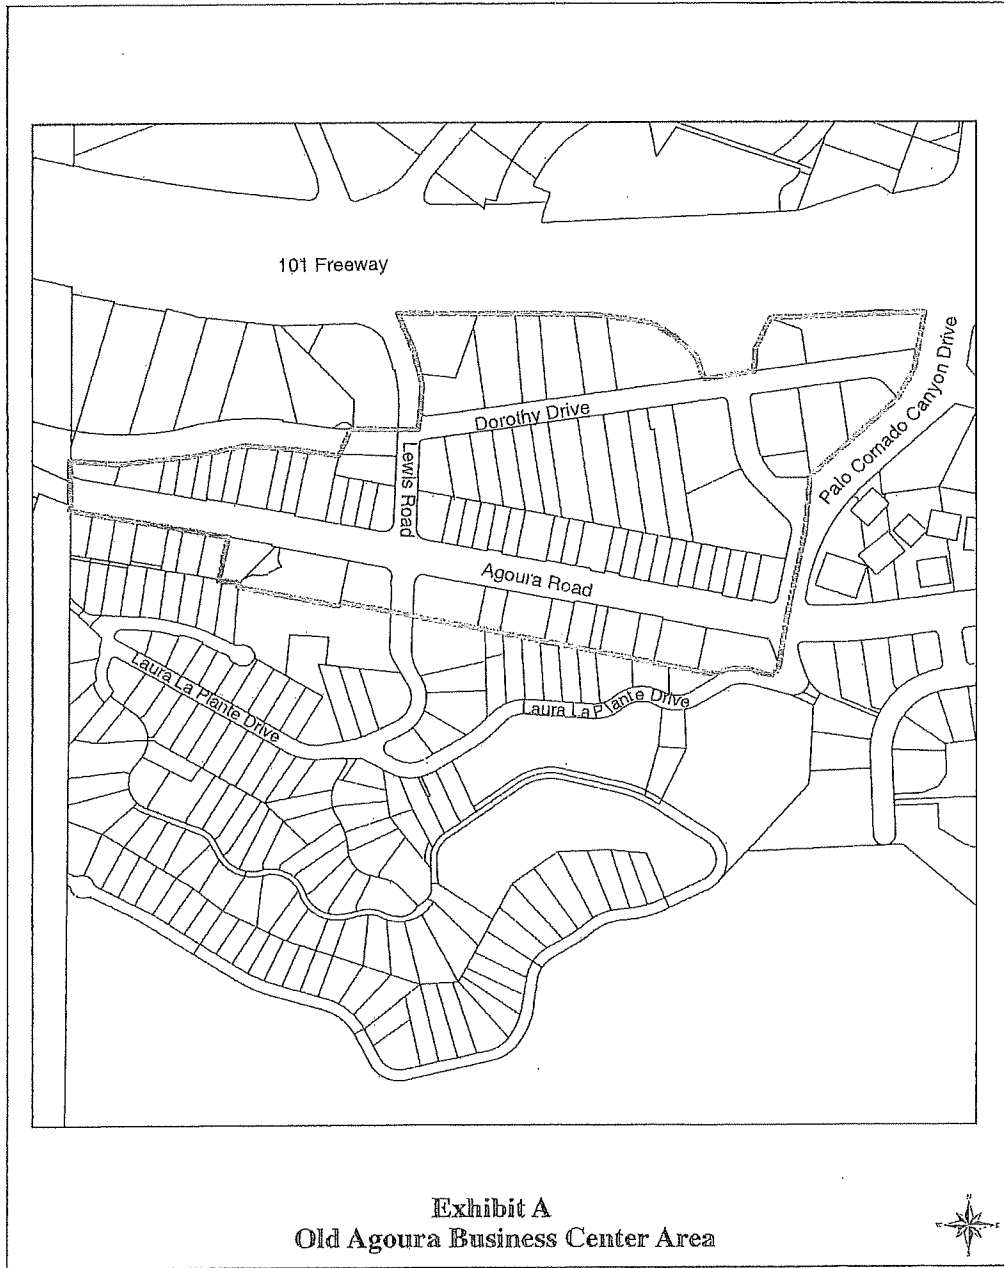 101 Freeway
Palo Comado Canyon Drive
Dorothy Drive
Lewis Road
Agoura Road
Laura La Plante Drive
Laura La Plante Drive
Exhibit A
Old Agoura Business Center Area